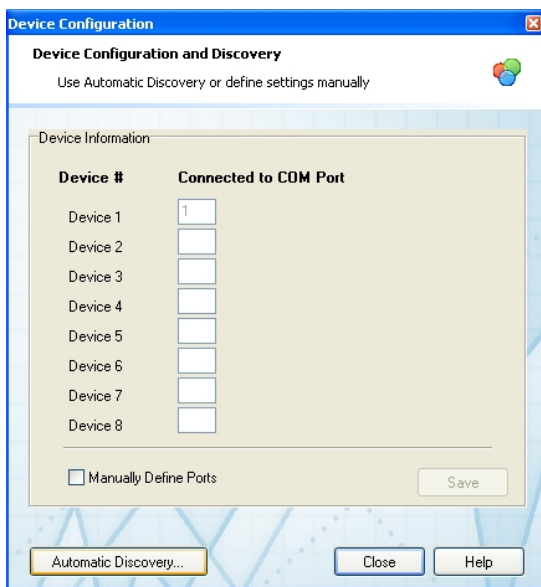 Device Configuration
Device Configuration and Discovery
Use Automatic Discovery or define settings manually
Device Information
Device # Connected to COM Port
Device 1 1
Device 2
Device 3
Device 4
Device 5
Device 6
Device 7
Device 8
Manually Define Ports Save
Automatic Discovery... Close Help